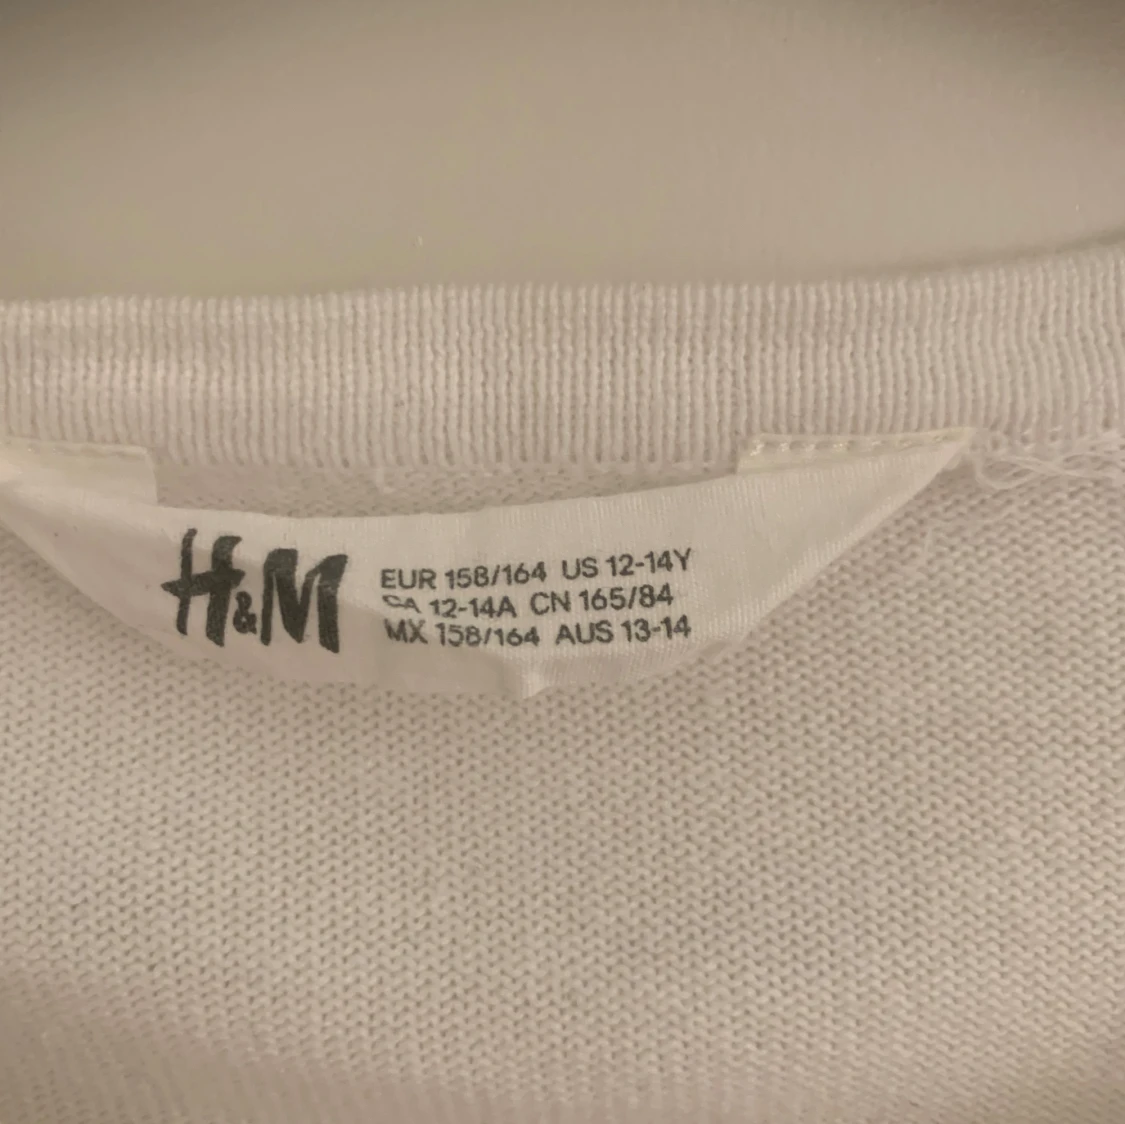 H&M
EUR 158/164 US 12-14Y
CA 12-14A CN 165/84
MX 158/164 AUS 13-14